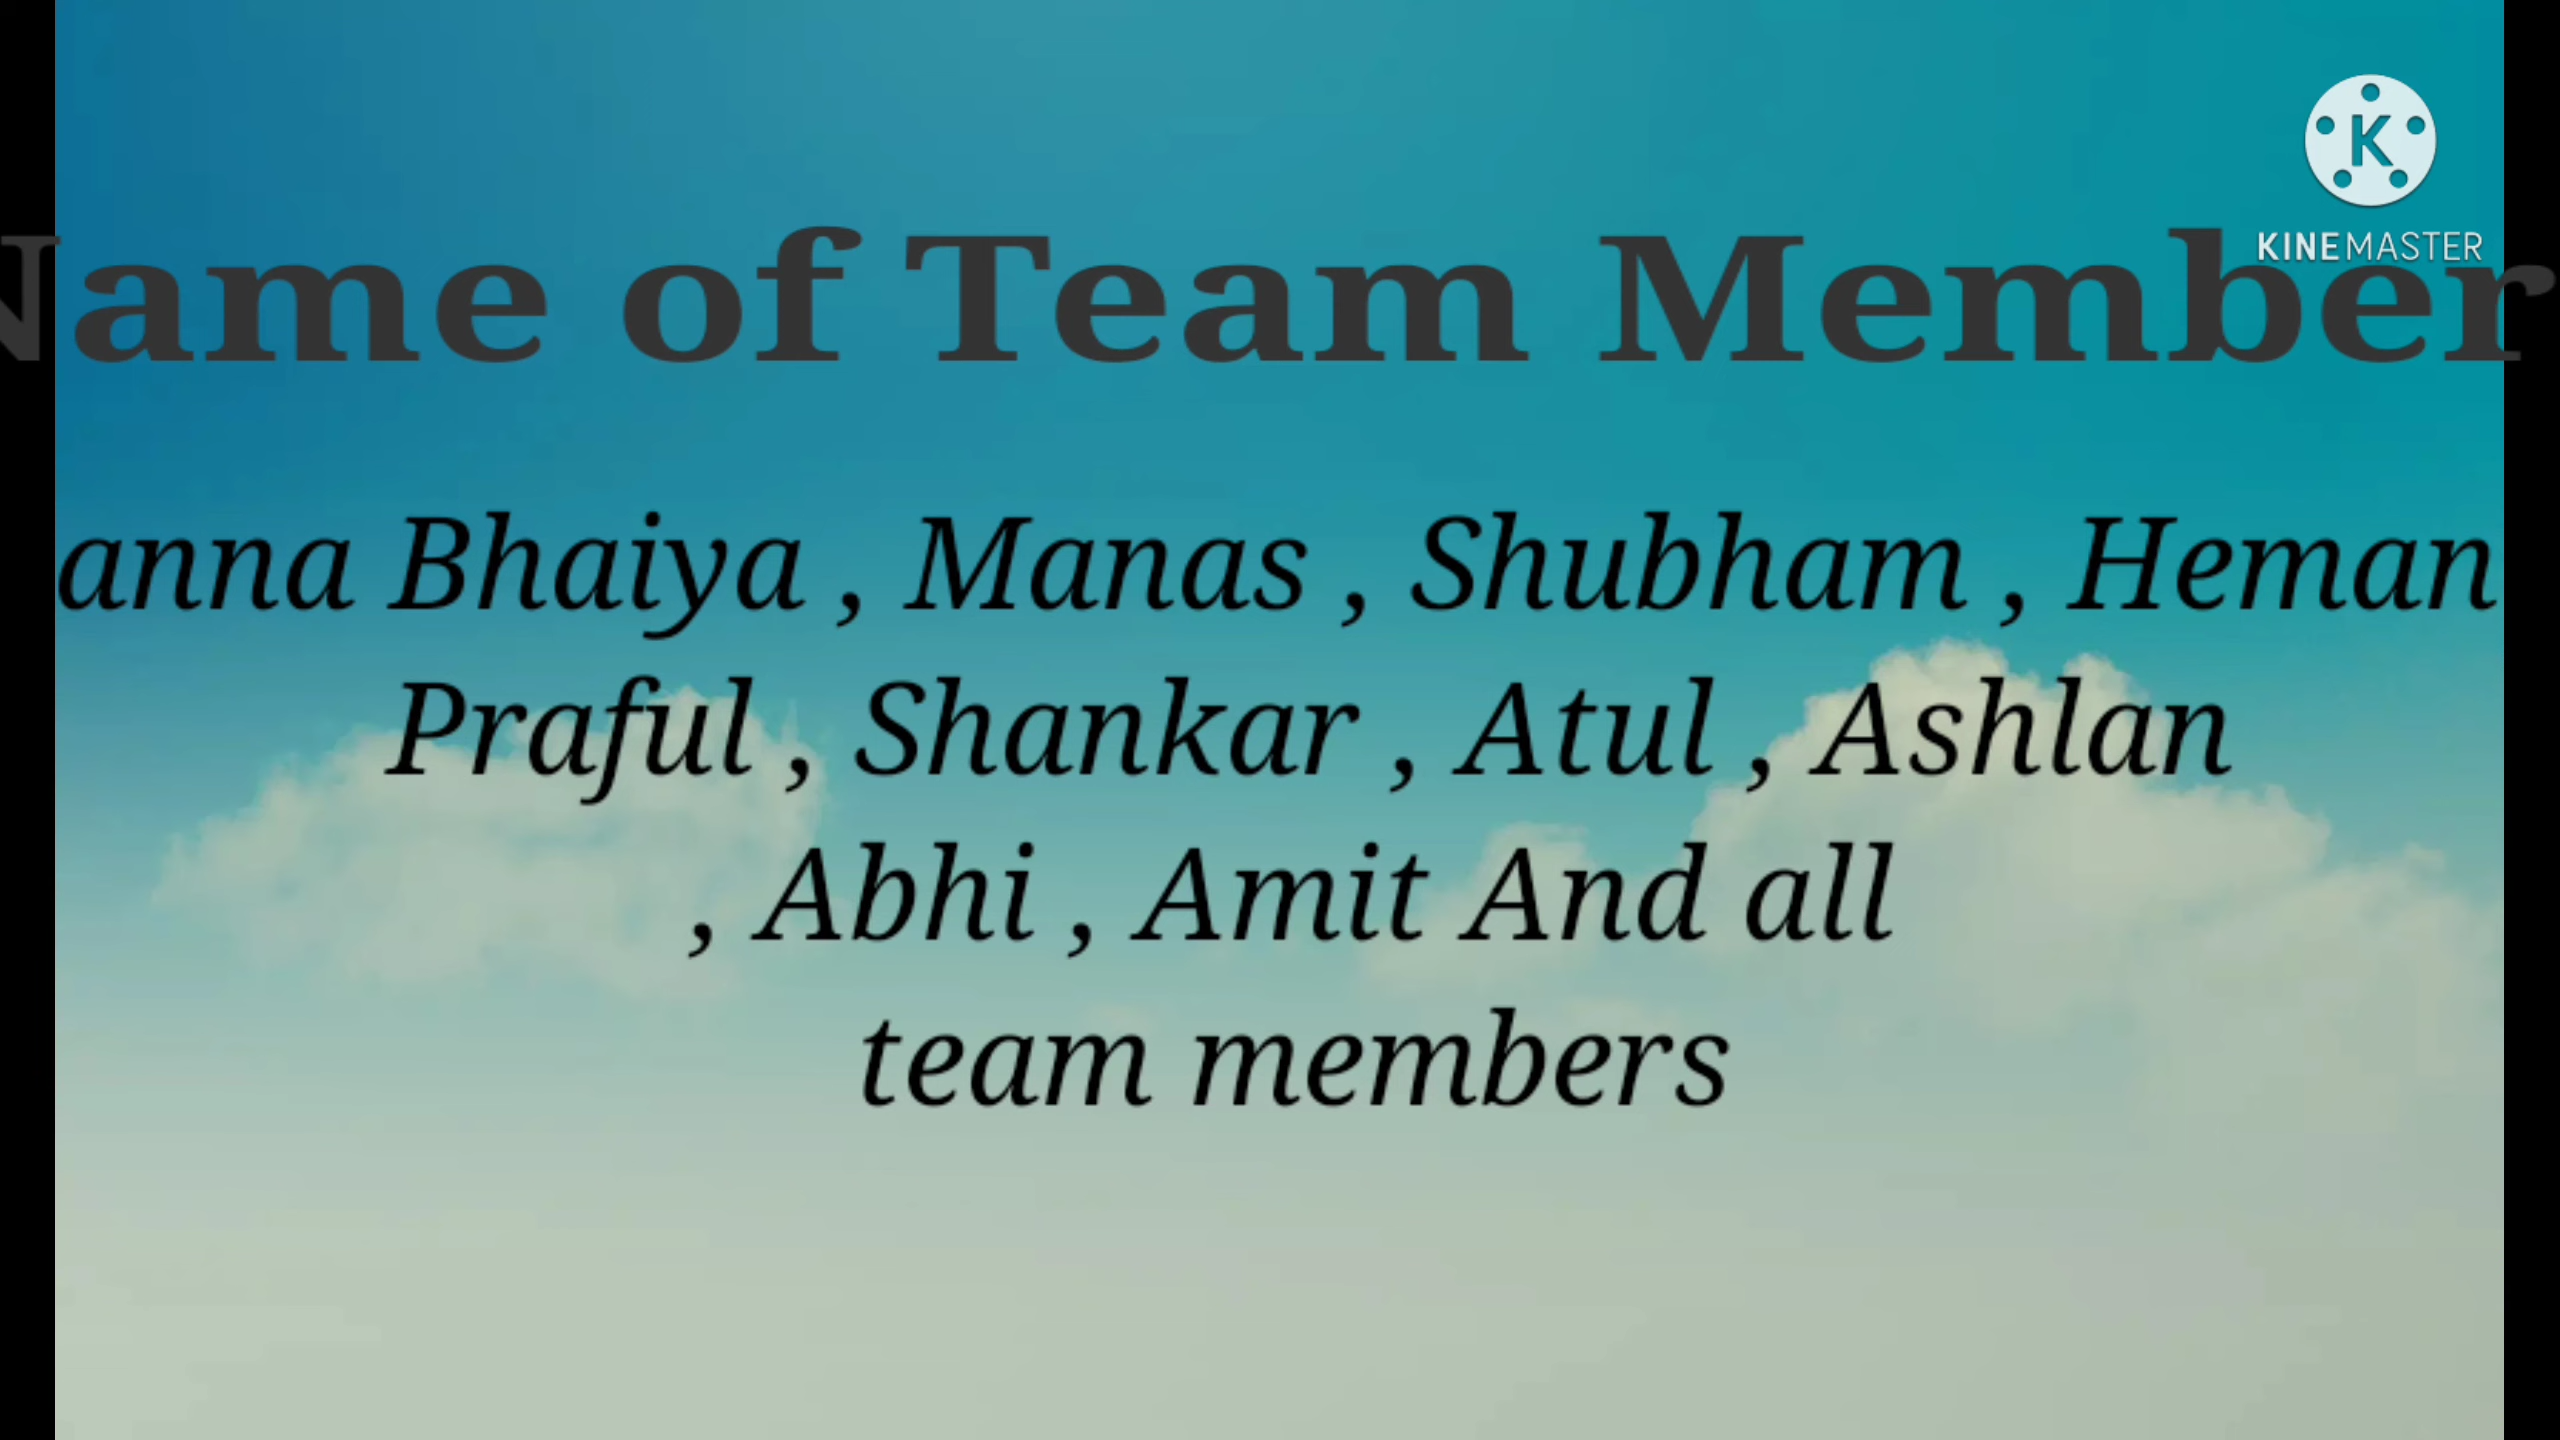 K
KINEMASTER
Name of Team Member
anna Bhaiya , Manas , Shubham , Heman
Praful , Shankar , Atul , Ashlan
, Abhi , Amit And all
team members